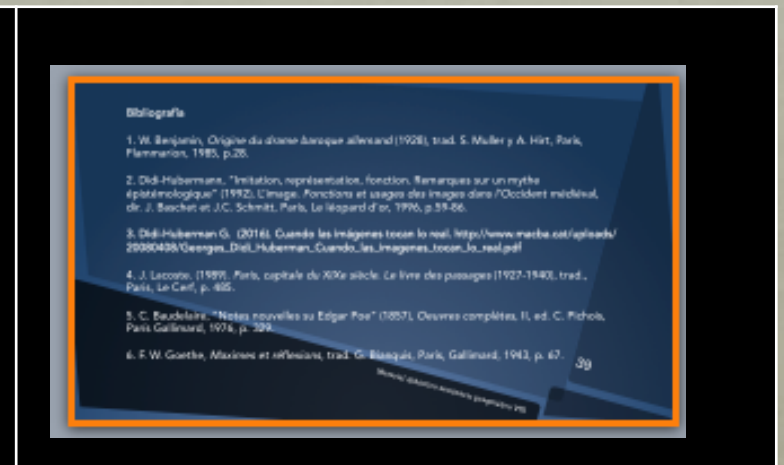 Bibliografía
1. W. Benjamin, Origine du drame baroque allemand (1928), trad. S. Muller y A. Hirt, Paris,
Flammarion, 1985, p.28.
2. Didi-Hubermann, "Imitation, représentation, fonction. Remarques sur un mythe
épistémologique" (1992), L'image. Fonctions et usages des images dans l'Occident médiéval,
dir. J. Baschet et J.C. Schmitt, Paris, Le léopard d'or, 1996, p.59-86.
3. Didi-Huberman G. (2016). Cuando las imágenes tocan lo real. http://www.macba.cat/uploads/
20080408/Georges_Didi_Huberman_Cuando_las_imagenes_tocan_lo_real.pdf
4. J. Lacoste. (1989). Paris, capitale du XIXe siècle. Le livre des passages (1927-1940), trad.,
Paris, Le Cerf, p. 485.
5. C. Baudelaire. "Notes nouvelles su Edgar Poe" (1857), Oeuvres complètes, II, ed. C. Pichois,
Paris Gallimard, 1976, p. 329.
6. F. W. Goethe, Maximes et réflexions, trad. G. Bianquis, Paris, Gallimard, 1943, p. 67.
39